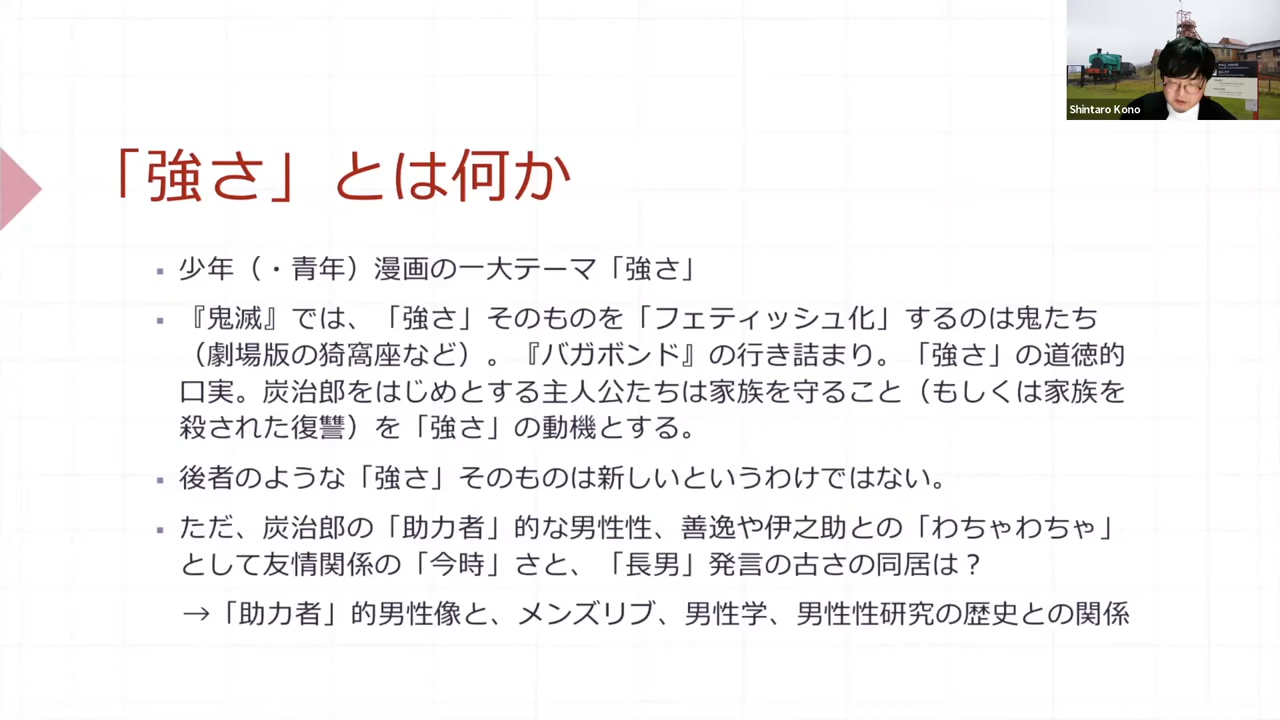 「強さ」とは何か
Shintaro Kono
▪ 少年（・青年）漫画の一大テーマ「強さ」
▪ 『鬼滅』では、「強さ」そのものを「フェティッシュ化」するのは鬼たち
（劇場版の猗窩座など）。『バガボンド』の行き詰まり。「強さ」の道徳的
口実。炭治郎をはじめとする主人公たちは家族を守ること（もしくは家族を
殺された復讐）を「強さ」の動機とする。
▪ 後者のような「強さ」そのものは新しいというわけではない。
▪ ただ、炭治郎の「助力者」的な男性性、善逸や伊之助との「わちゃわちゃ」
として友情関係の「今時」さと、「長男」発言の古さの同居は？
→「助力者」的男性像と、メンズリブ、男性学、男性性研究の歴史との関係